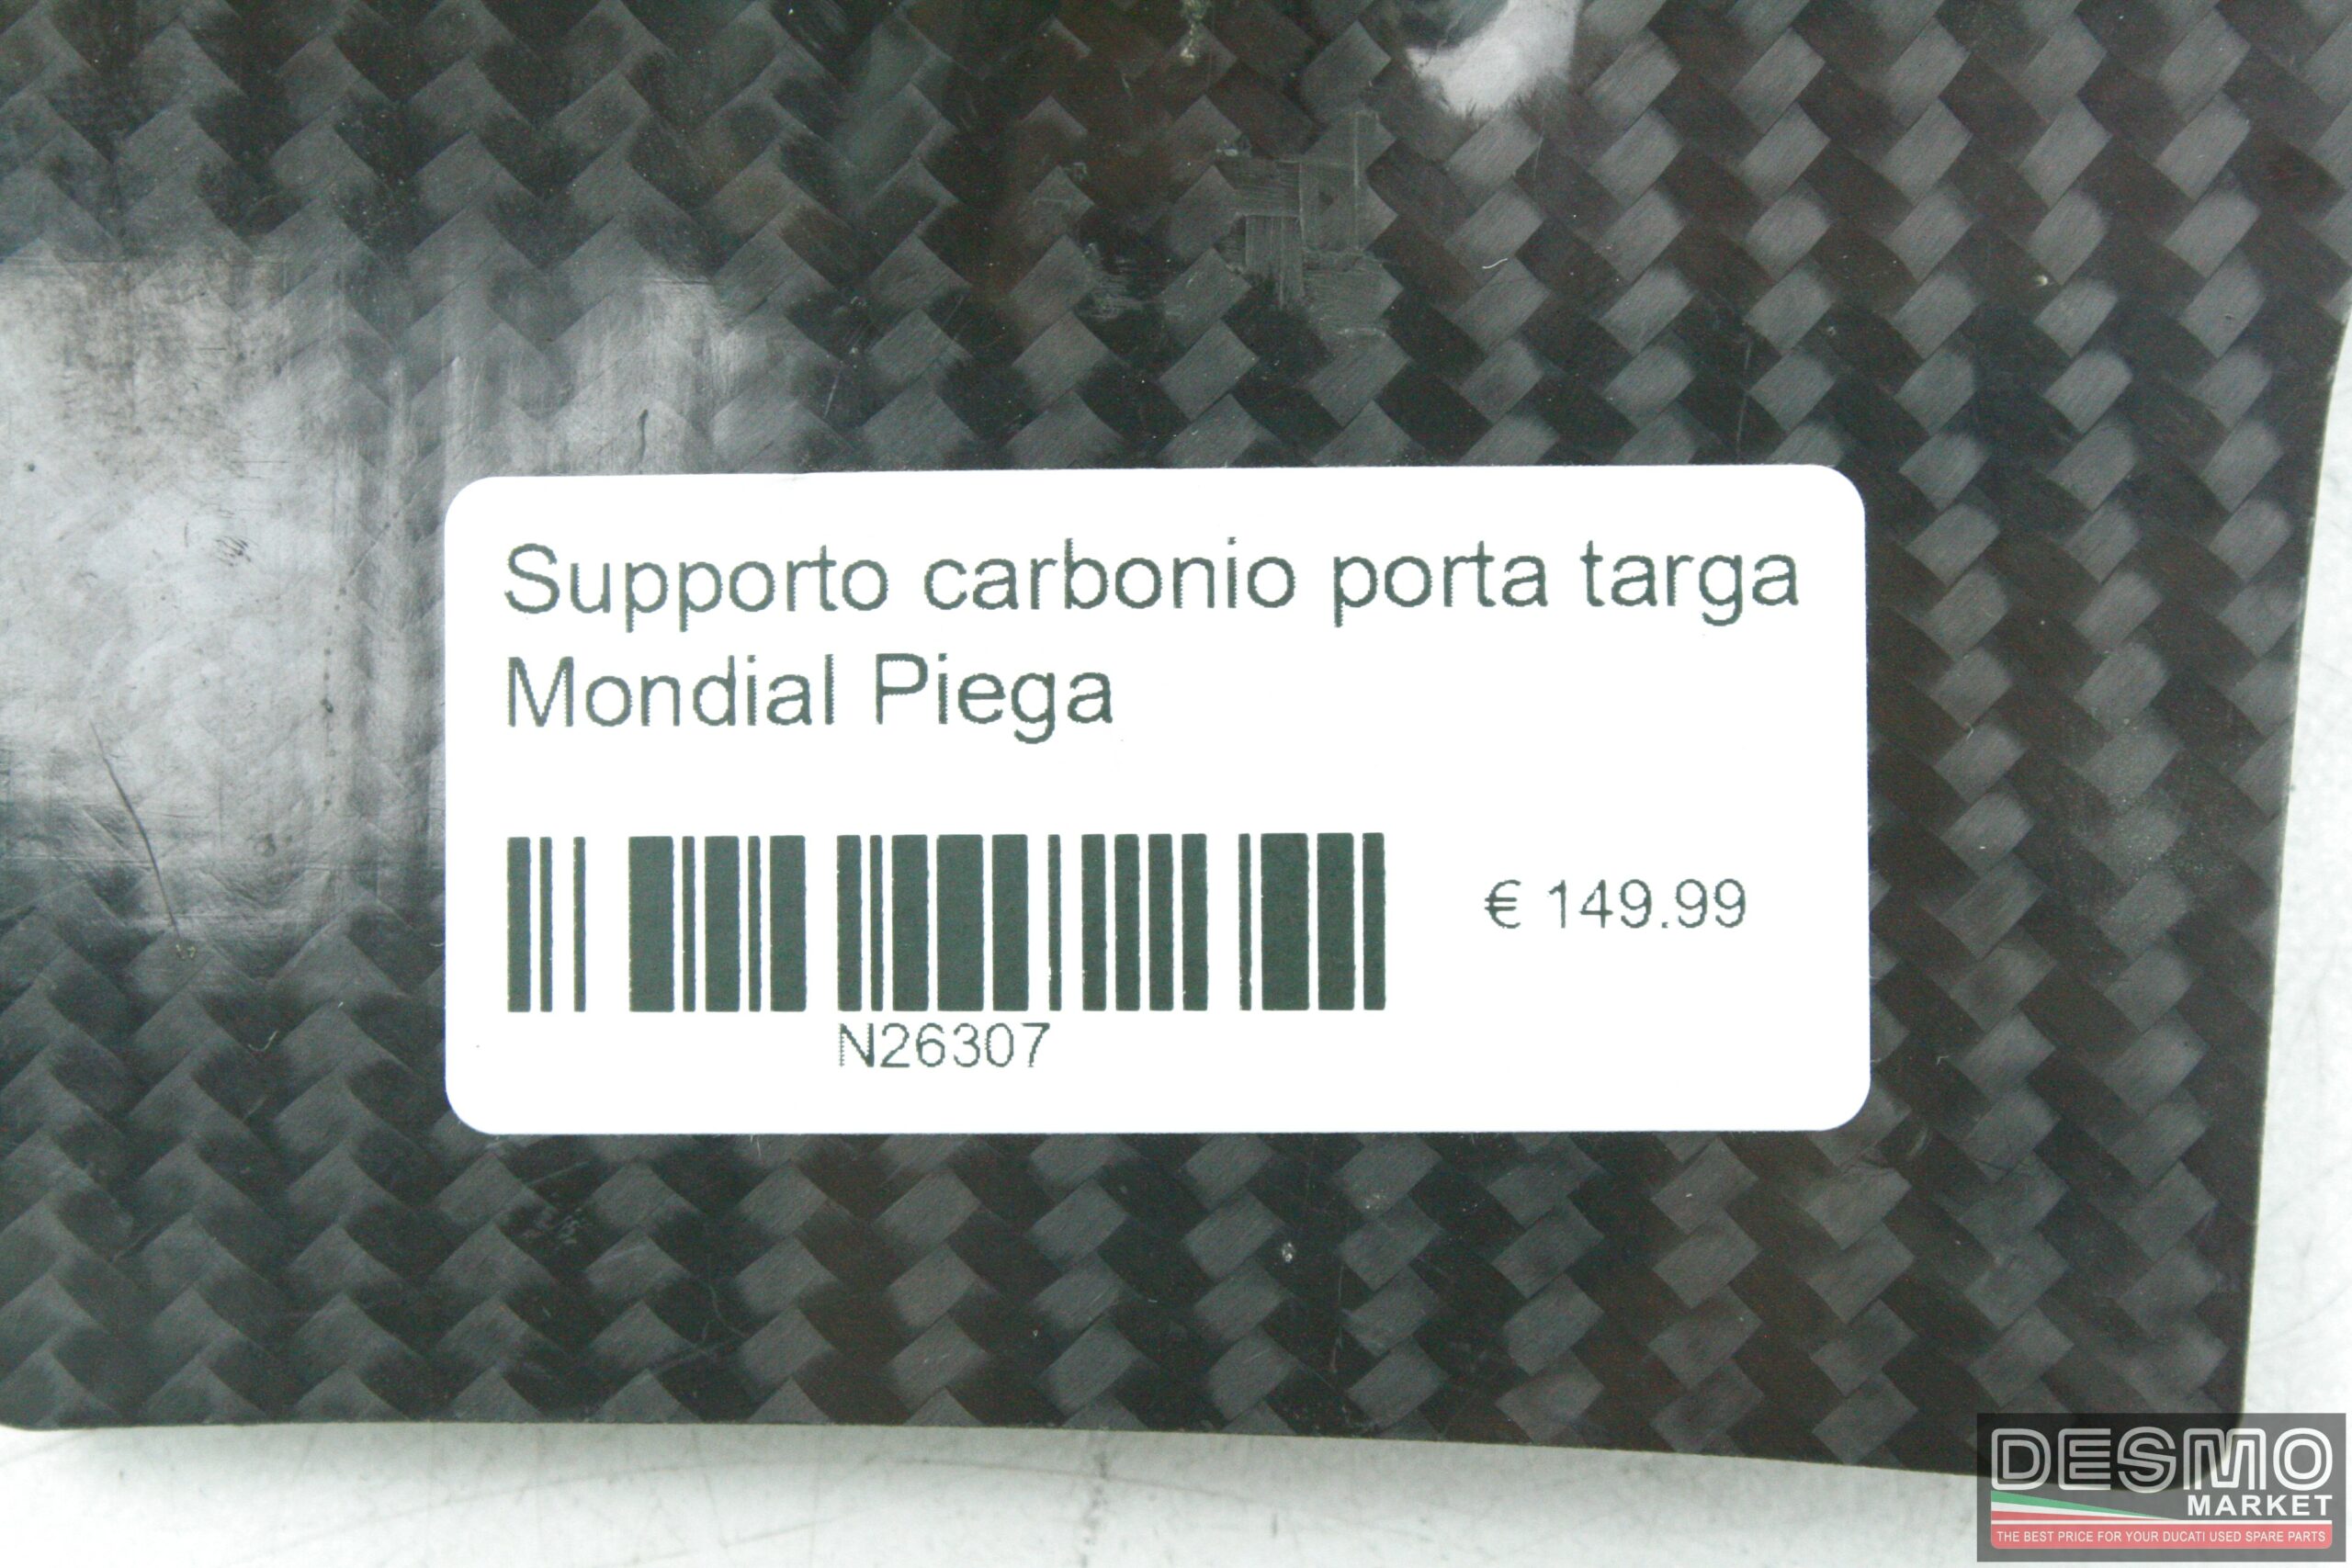 Supporto carbonio porta targa
Mondial Piega
€ 149.99
N26307
DESMO
MARKET
THE BEST PRICE FOR YOUR DUCATI USED SPARE PARTS